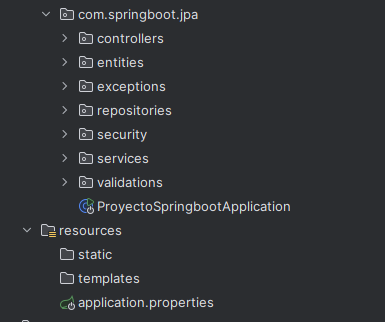 com.springboot.jpa
controllers
entities
exceptions
repositories
security
services
validations
ProyectoSpringbootApplication
resources
static
templates
application.properties